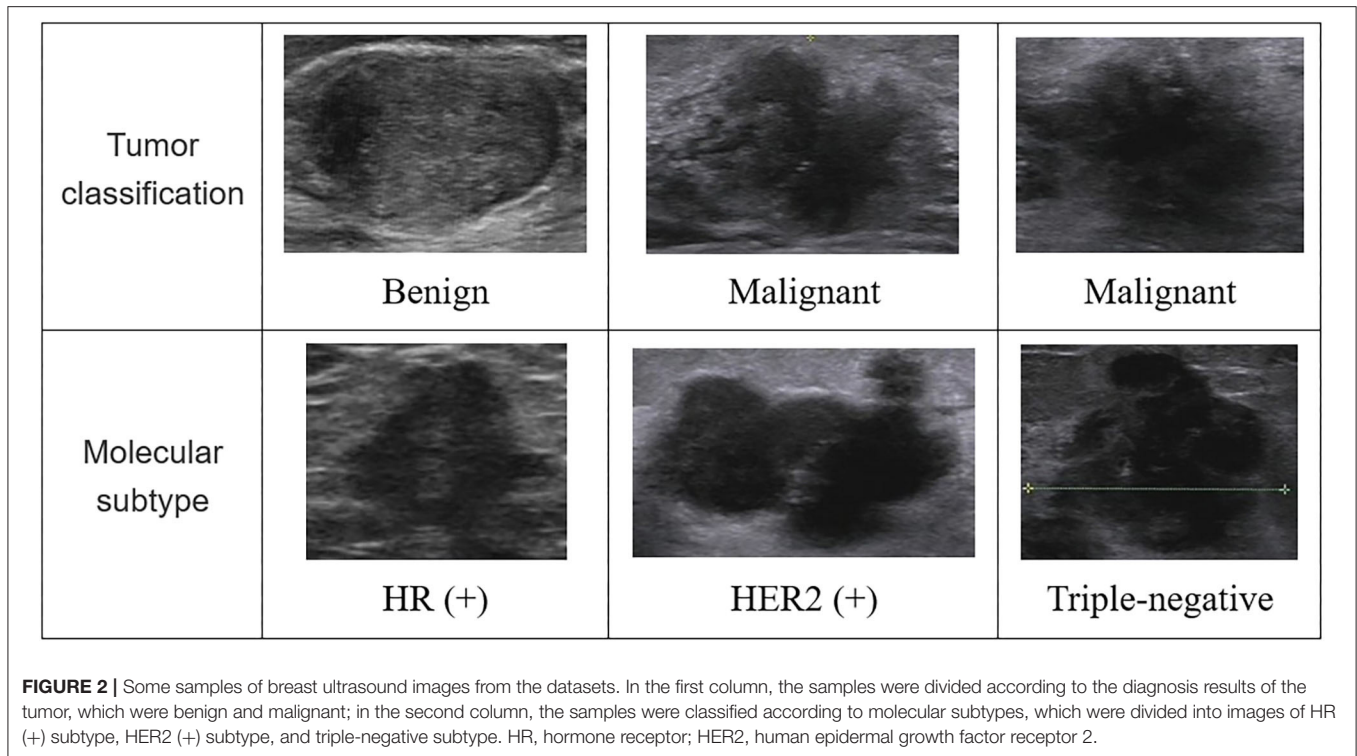 Tumor
classification
Benign
Malignant
Malignant
Molecular
subtype
HR (+)
HER2 (+)
Triple-negative
FIGURE 2 | Some samples of breast ultrasound images from the datasets. In the first column, the samples were divided according to the diagnosis results of the
tumor, which were benign and malignant; in the second column, the samples were classified according to molecular subtypes, which were divided into images of HR
(+) subtype, HER2 (+) subtype, and triple-negative subtype. HR, hormone receptor; HER2, human epidermal growth factor receptor 2.